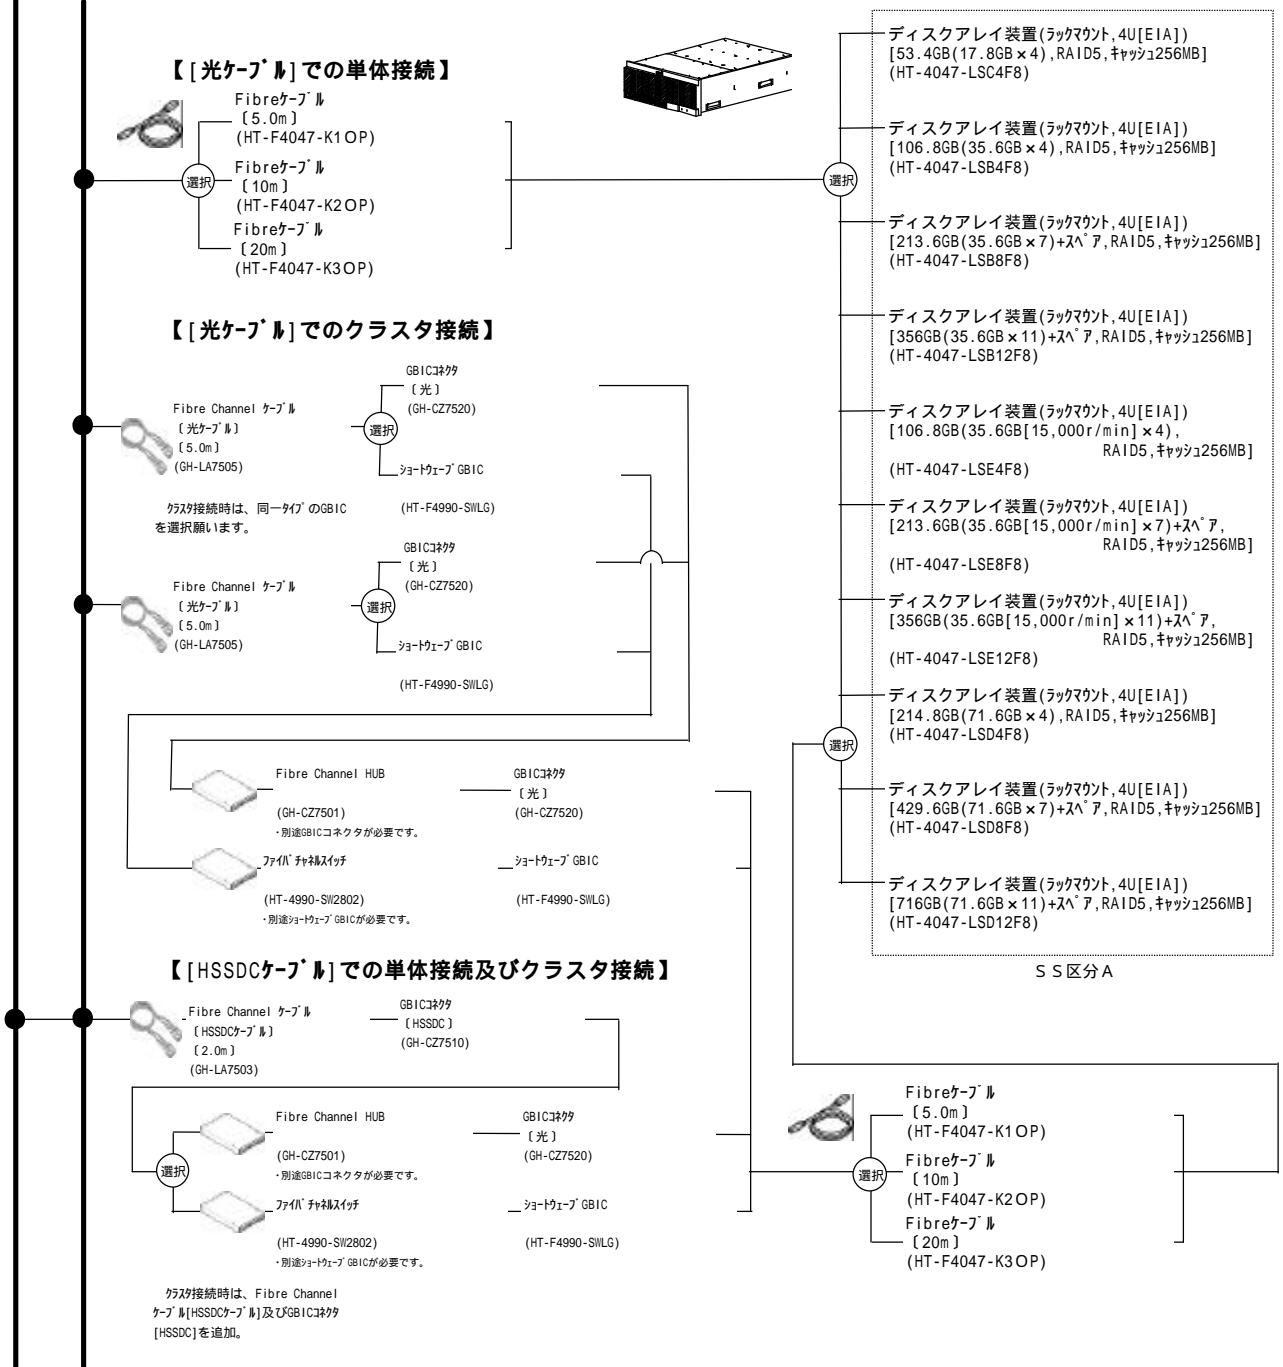 【[光ｹｰﾌﾞﾙ]での単体接続】
Fibreｹｰﾌﾞﾙ
〔5.0m〕
(HT-F4047-K1OP)
選択
Fibreｹｰﾌﾞﾙ
〔10m〕
(HT-F4047-K2OP)
Fibreｹｰﾌﾞﾙ
〔20m〕
(HT-F4047-K3OP)
【[光ｹｰﾌﾞﾙ]でのクラスタ接続】
Fibre Channel ｹｰﾌﾞﾙ
〔光ｹｰﾌﾞﾙ〕
〔5.0m〕
(GH-LA7505)
選択
GBICｺﾈｸﾀ
〔光〕
(GH-CZ7520)
ｼｮｰﾄｳｪｰﾌﾞGBIC
(HT-F4990-SWLG)
ｸﾗｽﾀ接続時は、同一ﾀｲﾌﾟのGBIC
を選択願います。
Fibre Channel ｹｰﾌﾞﾙ
〔光ｹｰﾌﾞﾙ〕
〔5.0m〕
(GH-LA7505)
選択
GBICｺﾈｸﾀ
〔光〕
(GH-CZ7520)
ｼｮｰﾄｳｪｰﾌﾞGBIC
(HT-F4990-SWLG)
Fibre Channel HUB
(GH-CZ7501)
・別途GBICコネクタが必要です。
GBICｺﾈｸﾀ
〔光〕
(GH-CZ7520)
ﾌｧｲﾊﾞﾁｬﾈﾙｽｲｯﾁ
(HT-4990-SW2802)
・別途ｼｮｰﾄｳｪｰﾌﾞGBICが必要です。
ｼｮｰﾄｳｪｰﾌﾞGBIC
(HT-F4990-SWLG)
【[HSSDCｹｰﾌﾞﾙ]での単体接続及びクラスタ接続】
Fibre Channel ｹｰﾌﾞﾙ
〔HSSDCｹｰﾌﾞﾙ〕
〔2.0m〕
(GH-LA7503)
GBICｺﾈｸﾀ
〔HSSDC〕
(GH-CZ7510)
選択
Fibre Channel HUB
(GH-CZ7501)
・別途GBICコネクタが必要です。
GBICｺﾈｸﾀ
〔光〕
(GH-CZ7520)
ﾌｧｲﾊﾞﾁｬﾈﾙｽｲｯﾁ
(HT-4990-SW2802)
・別途ｼｮｰﾄｳｪｰﾌﾞGBICが必要です。
ｼｮｰﾄｳｪｰﾌﾞGBIC
(HT-F4990-SWLG)
ｸﾗｽﾀ接続時は、Fibre Channel
ｹｰﾌﾞﾙ[HSSDCｹｰﾌﾞﾙ]及びGBICｺﾈｸﾀ
[HSSDC]を追加。
選択
Fibreｹｰﾌﾞﾙ
〔5.0m〕
(HT-F4047-K1OP)
Fibreｹｰﾌﾞﾙ
〔10m〕
(HT-F4047-K2OP)
Fibreｹｰﾌﾞﾙ
〔20m〕
(HT-F4047-K3OP)
選択
選択
ディスクアレイ装置(ﾗｯｸﾏｳﾝﾄ,4U[EIA])
[53.4GB(17.8GB×4),RAID5,ｷｬｯｼｭ256MB]
(HT-4047-LSC4F8)
ディスクアレイ装置(ﾗｯｸﾏｳﾝﾄ,4U[EIA])
[106.8GB(35.6GB×4),RAID5,ｷｬｯｼｭ256MB]
(HT-4047-LSB4F8)
ディスクアレイ装置(ﾗｯｸﾏｳﾝﾄ,4U[EIA])
[213.6GB(35.6GB×7)+ｽﾍﾟｱ,RAID5,ｷｬｯｼｭ256MB]
(HT-4047-LSB8F8)
ディスクアレイ装置(ﾗｯｸﾏｳﾝﾄ,4U[EIA])
[356GB(35.6GB×11)+ｽﾍﾟｱ,RAID5,ｷｬｯｼｭ256MB]
(HT-4047-LSB12F8)
ディスクアレイ装置(ﾗｯｸﾏｳﾝﾄ,4U[EIA])
[106.8GB(35.6GB[15,000r/min]×4),
RAID5,ｷｬｯｼｭ256MB]
(HT-4047-LSE4F8)
ディスクアレイ装置(ﾗｯｸﾏｳﾝﾄ,4U[EIA])
[213.6GB(35.6GB[15,000r/min]×7)+ｽﾍﾟｱ,
RAID5,ｷｬｯｼｭ256MB]
(HT-4047-LSE8F8)
ディスクアレイ装置(ﾗｯｸﾏｳﾝﾄ,4U[EIA])
[356GB(35.6GB[15,000r/min]×11)+ｽﾍﾟｱ,
RAID5,ｷｬｯｼｭ256MB]
(HT-4047-LSE12F8)
ディスクアレイ装置(ﾗｯｸﾏｳﾝﾄ,4U[EIA])
[214.8GB(71.6GB×4),RAID5,ｷｬｯｼｭ256MB]
(HT-4047-LSD4F8)
ディスクアレイ装置(ﾗｯｸﾏｳﾝﾄ,4U[EIA])
[429.6GB(71.6GB×7)+ｽﾍﾟｱ,RAID5,ｷｬｯｼｭ256MB]
(HT-4047-LSD8F8)
ディスクアレイ装置(ﾗｯｸﾏｳﾝﾄ,4U[EIA])
[716GB(71.6GB×11)+ｽﾍﾟｱ,RAID5,ｷｬｯｼｭ256MB]
(HT-4047-LSD12F8)
ＳＳ区分Ａ